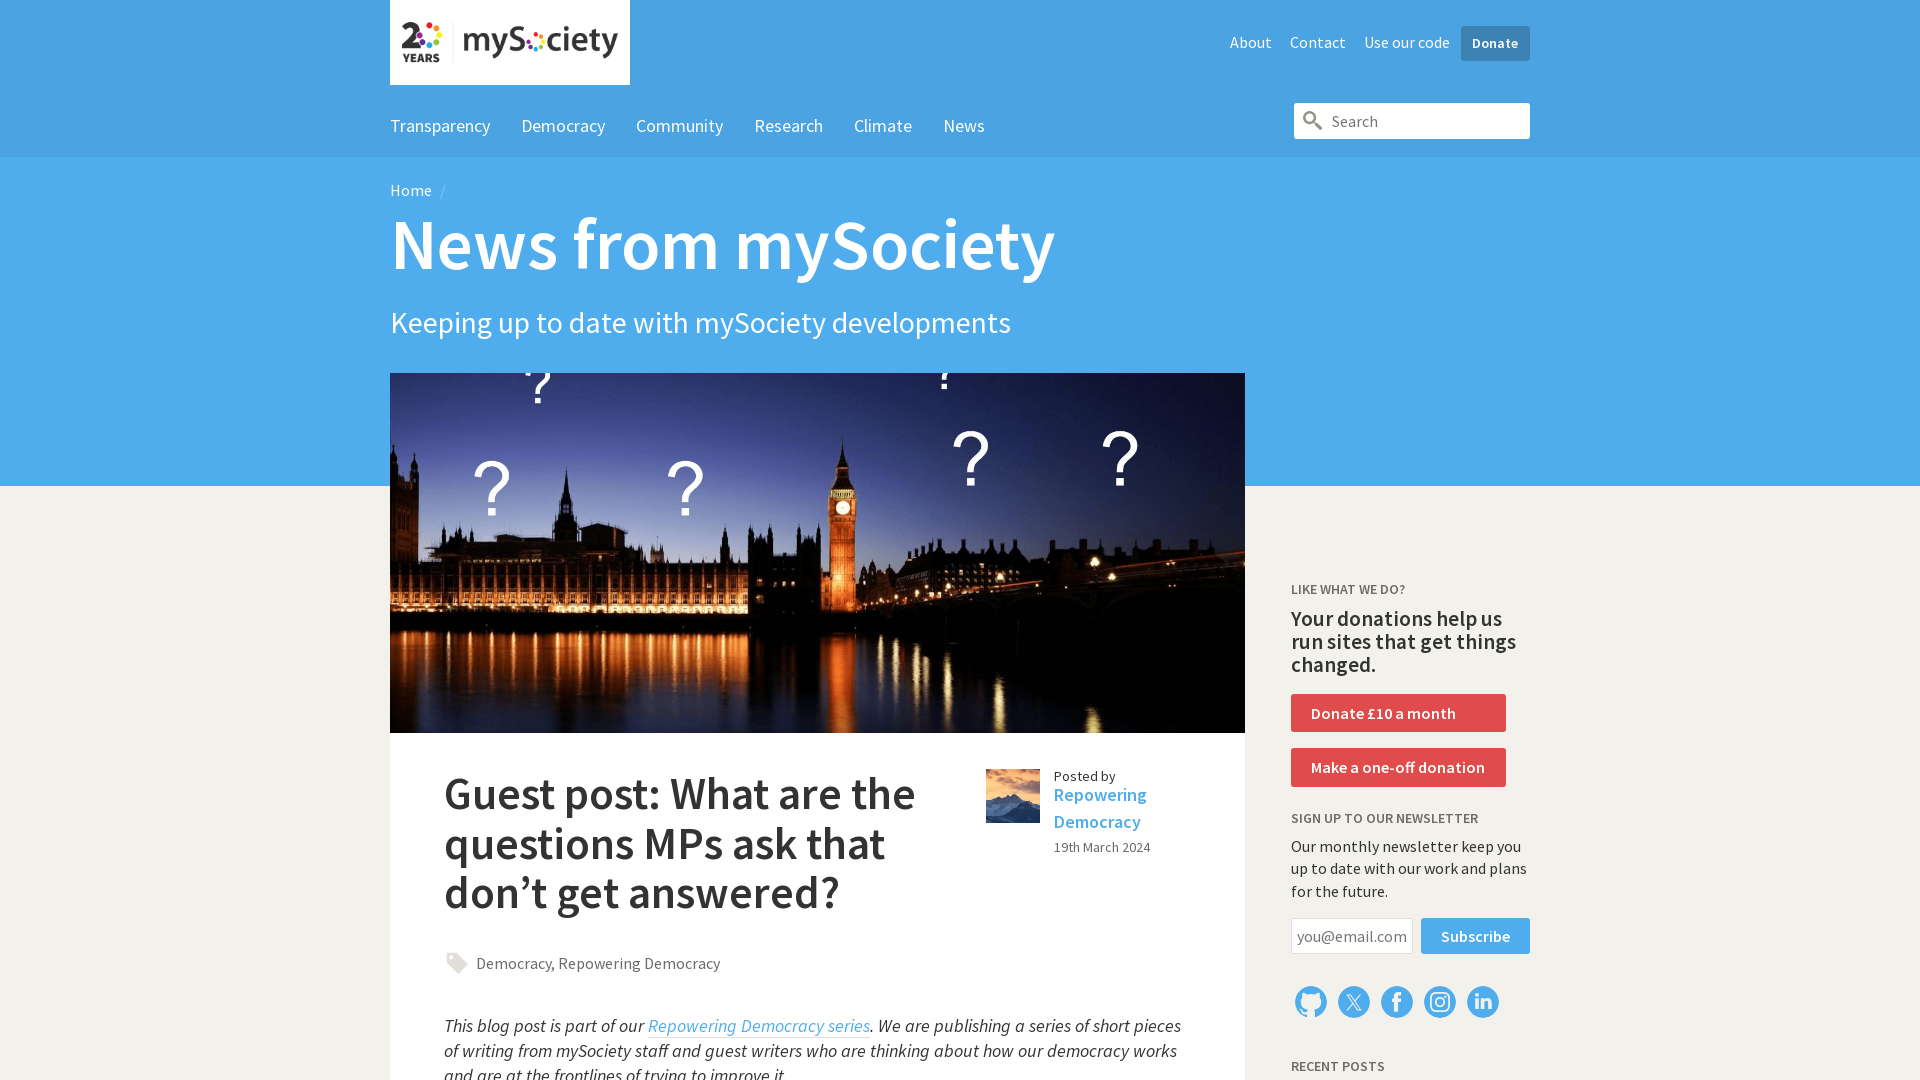 20 YEARS
mySociety
About Contact Use our code Donate
Transparency Democracy Community Research Climate News
Search
Home /
News from mySociety
Keeping up to date with mySociety developments
? ? ? ? ? ?
Guest post: What are the
questions MPs ask that
don’t get answered?
Posted by
Repowering
Democracy
19th March 2024
Democracy, Repowering Democracy
This blog post is part of our Repowering Democracy series. We are publishing a series of short pieces
of writing from mySociety staff and guest writers who are thinking about how our democracy works
and are at the frontlines of trying to improve it.
LIKE WHAT WE DO?
Your donations help us
run sites that get things
changed.
Donate £10 a month
Make a one-off donation
SIGN UP TO OUR NEWSLETTER
Our monthly newsletter keep you
up to date with our work and plans
for the future.
you@email.com Subscribe
RECENT POSTS